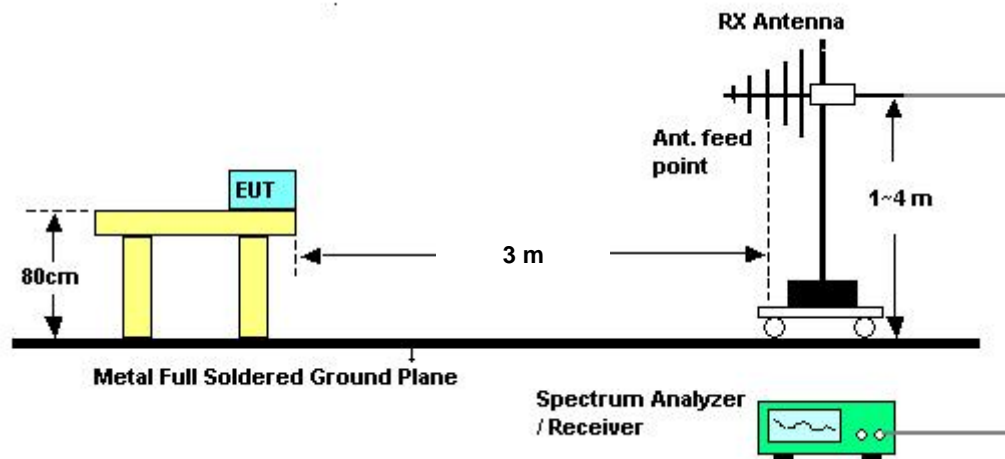 RX Antenna
Ant. feed
point
EUT
1~4 m
3 m
80cm
Metal Full Soldered Ground Plane
Spectrum Analyzer
/ Receiver